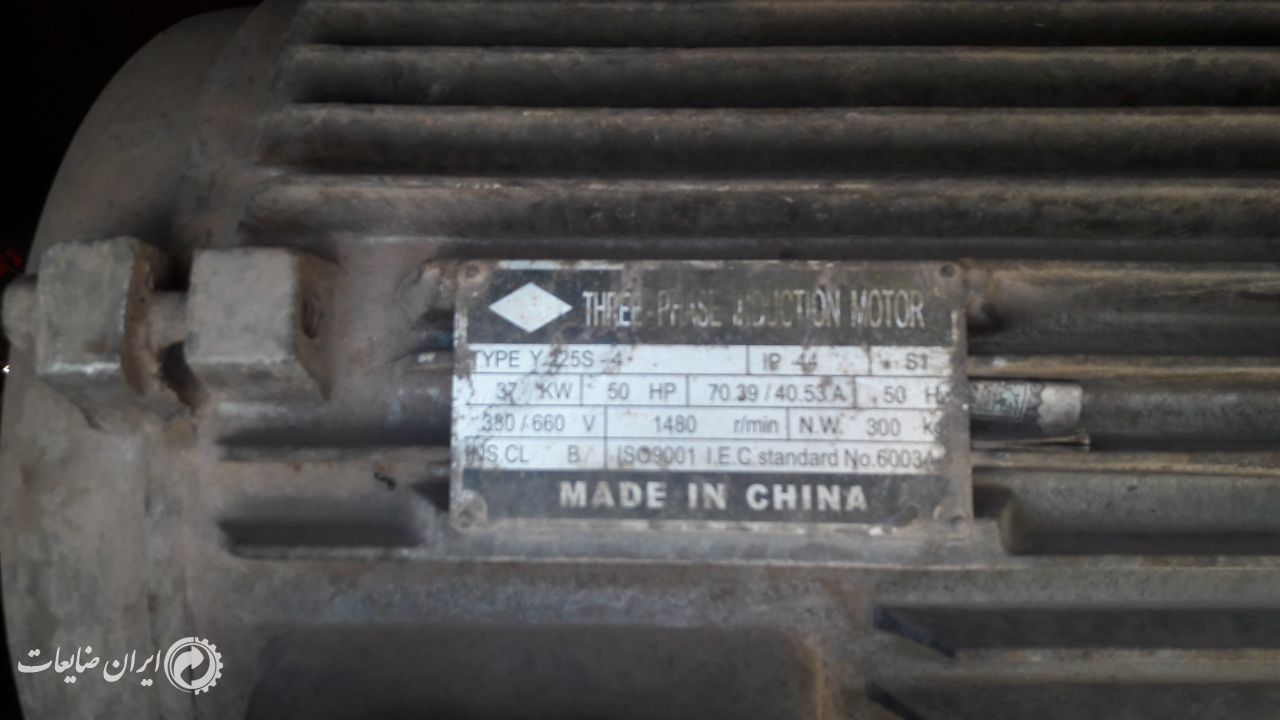 THREE-PHASE INDUCTION MOTOR
TYPE Y 225S - 4 IP 44 S1
37 KW 50 HP 70.39 / 40.53 A 50 H
380 / 660 V 1480 r/min N.W. 300 kg
INS.CL B ISO9001 I.E.C standard No.60034
MADE IN CHINA
ایران ضایعات